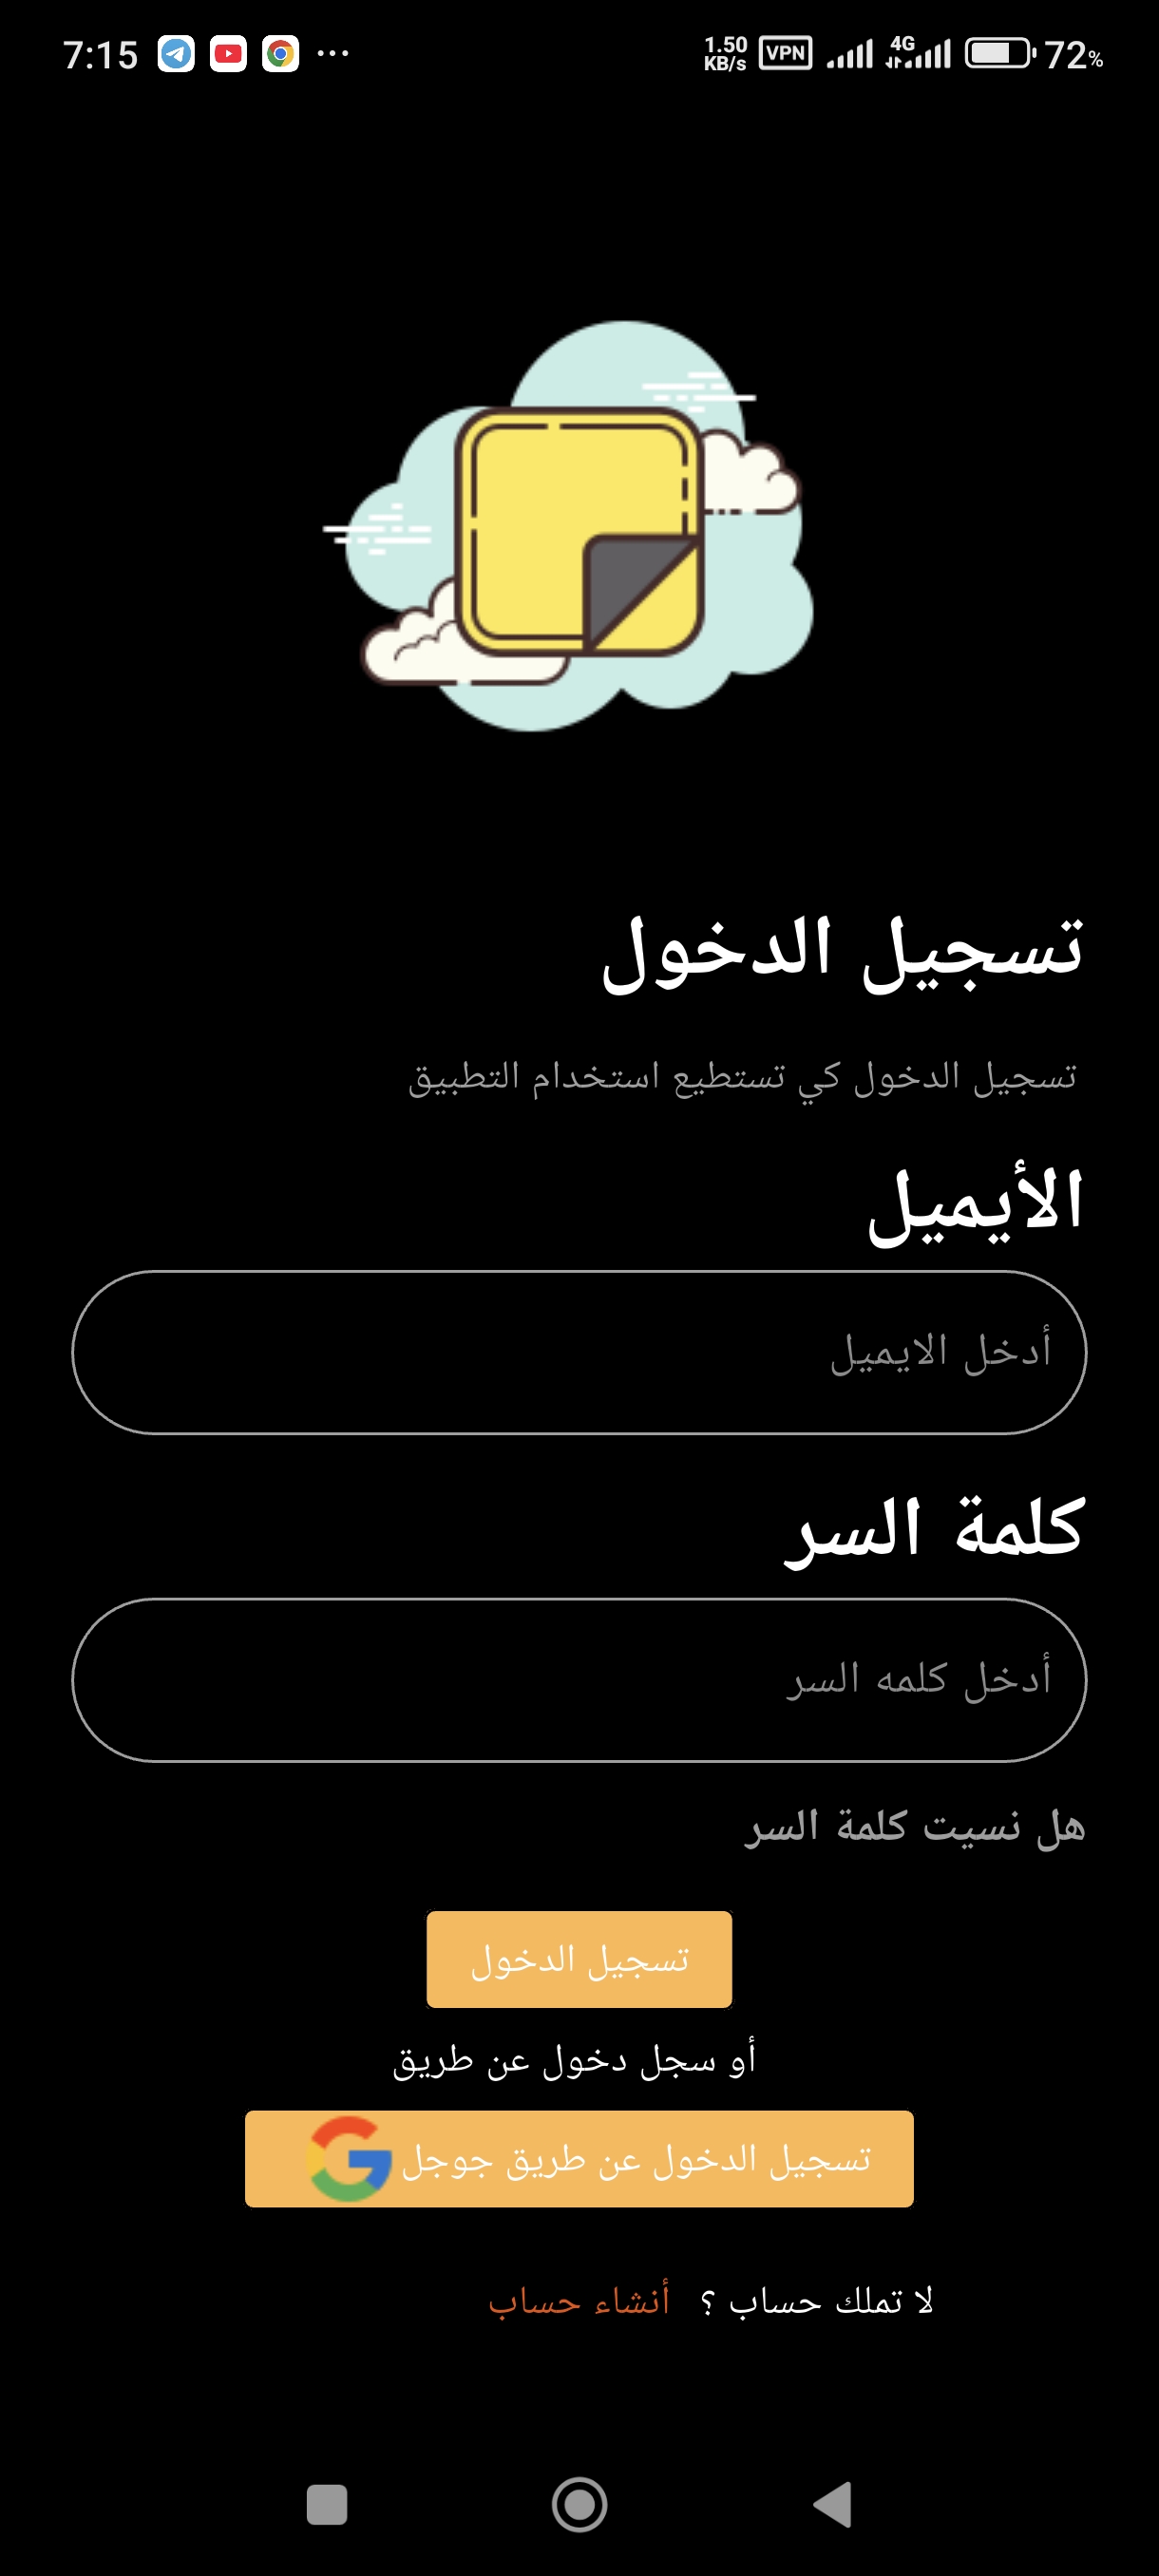 7:15 ... 1.50 KB/s VPN 4G 72%
تسجيل الدخول
تسجيل الدخول كي تستطيع استخدام التطبيق
الأيميل
أدخل الايميل
كلمة السر
أدخل كلمه السر
هل نسيت كلمة السر
تسجيل الدخول
أو سجل دخول عن طريق
تسجيل الدخول عن طريق جوجل
لا تملك حساب ؟ أنشاء حساب